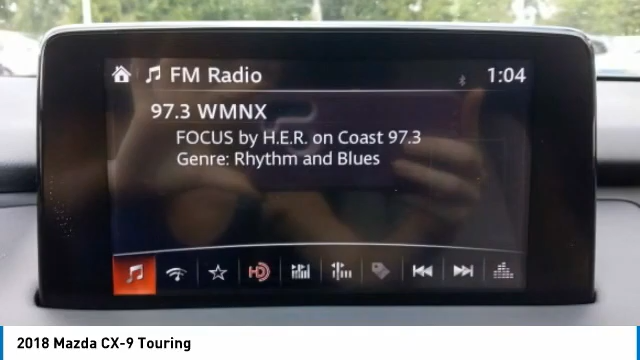 FM Radio 1:04
97.3 WMNX
FOCUS by H.E.R. on Coast 97.3
Genre: Rhythm and Blues
HD
2018 Mazda CX-9 Touring